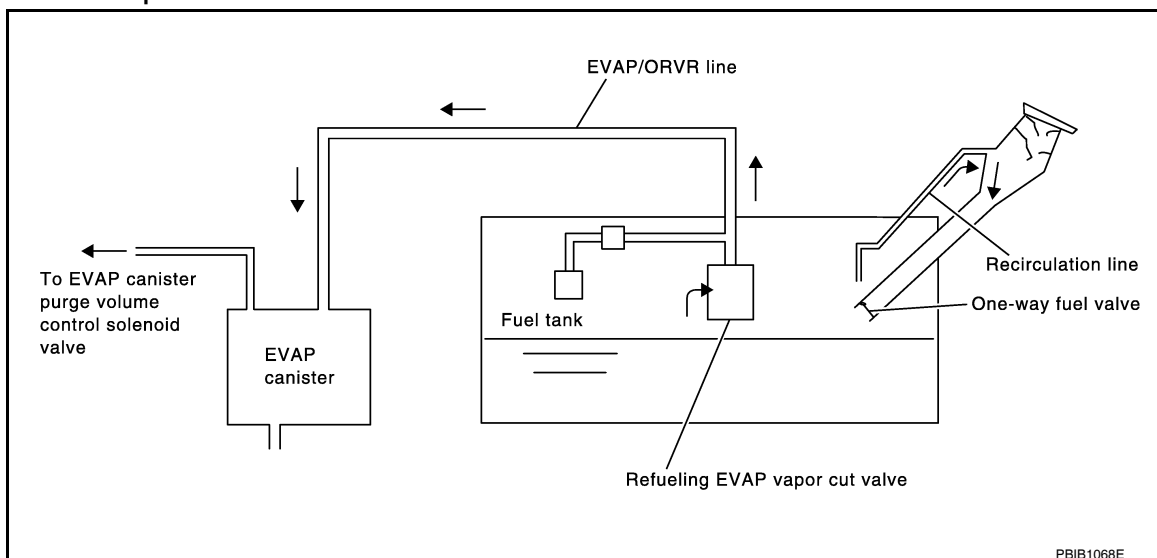 EVAP/ORVR line
Recirculation line
One-way fuel valve
To EVAP canister
purge volume
control solenoid
valve
Fuel tank
EVAP
canister
Refueling EVAP vapor cut valve
PBIB1068E